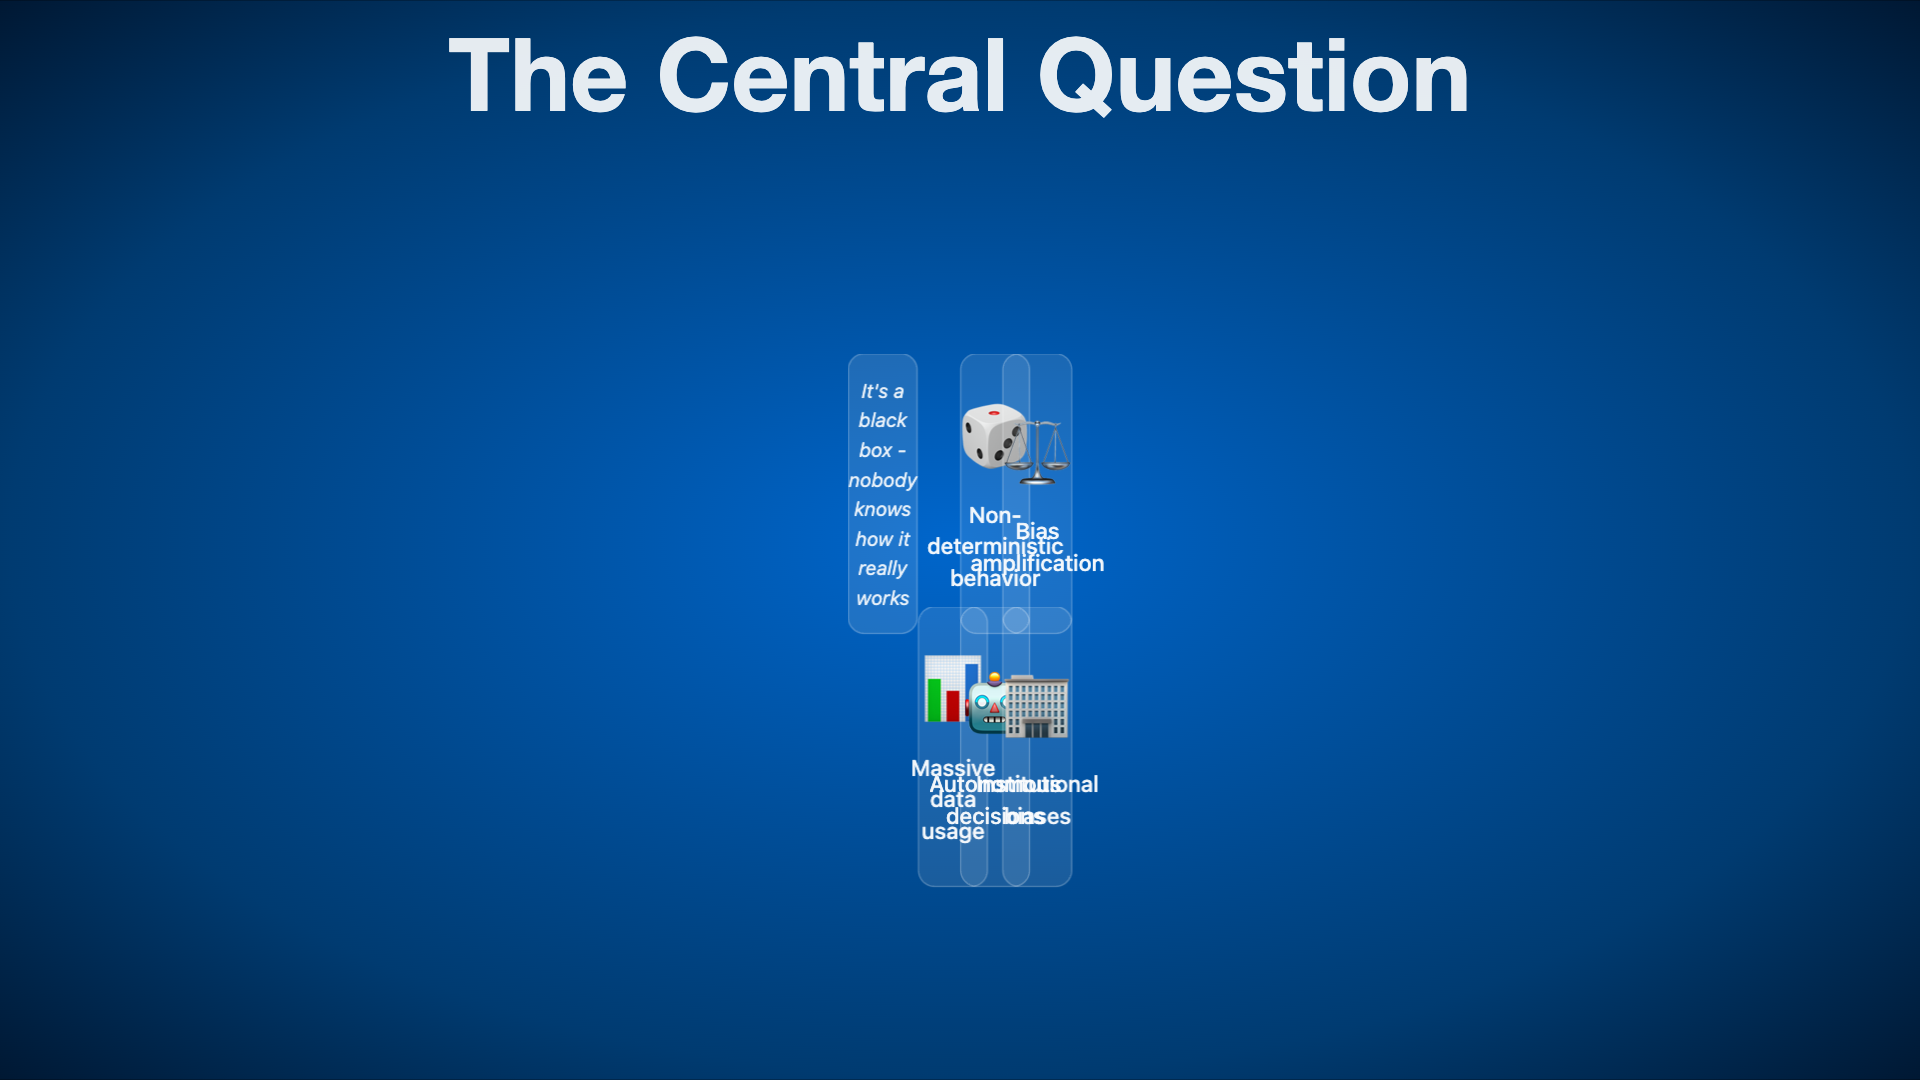 The Central Question
It's a
black
box -
nobody
knows
how it
really
works
Non-
deterministic
behavior
Bias
amplification
Massive
data
usage
Autonomous
decisions
Institutional
biases